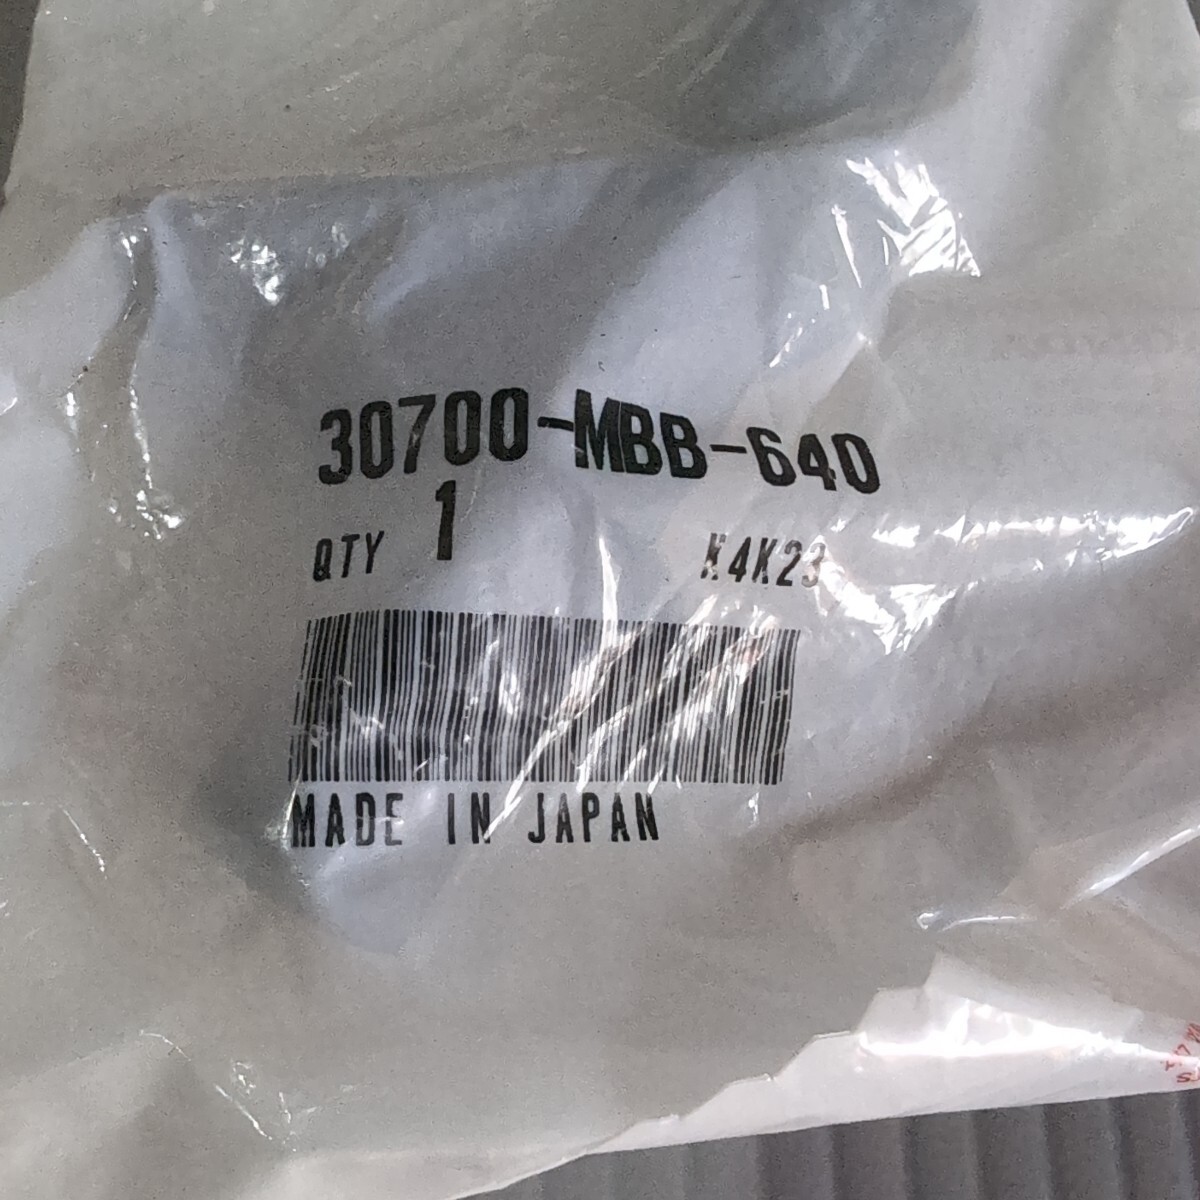 30700-MBB-640
QTY 1 K4K23
MADE IN JAPAN